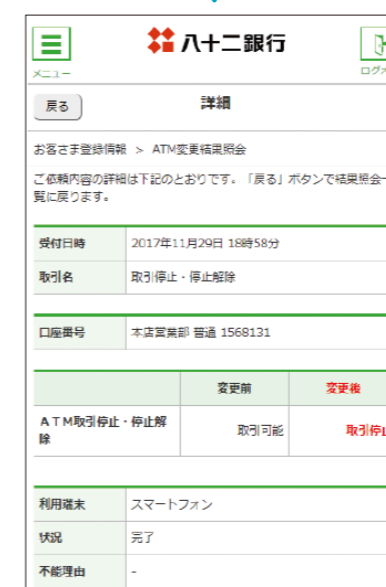 八十二銀行
メニュー
ログオ
戻る
詳細
お客さま登録情報 > ATM変更結果照会
ご依頼内容の詳細は下記のとおりです。「戻る」ボタンで結果照会一
覧に戻ります。
受付日時 2017年11月29日 18時58分
取引名 取引停止・停止解除
口座番号 本店営業部 普通 1568131
変更前 変更後
ATM取引停止・停止解
除
取引可能 取引停止
利用端末 スマートフォン
状況 完了
不能理由 -